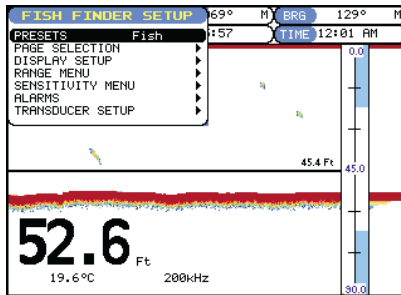 FISH FINDER SETUP
69° M BRG 129° M
:57 TIME 12:01 AM
PRESETS Fish
PAGE SELECTION
DISPLAY SETUP
RANGE MENU
SENSITIVITY MENU
ALARMS
TRANSDUCER SETUP
0.0
45.4 Ft
45.0
52.6 Ft
19.6°C 200kHz
30.0